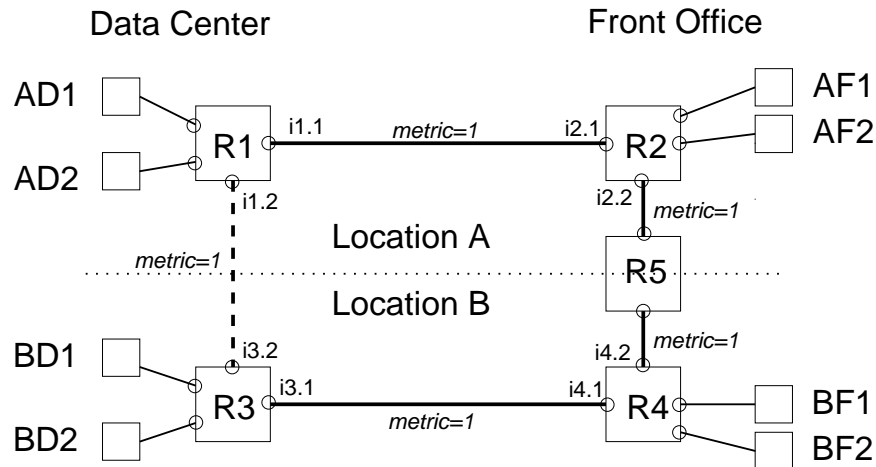 Data Center
Front Office
AD1
AF1
R1
i1.1
metric=1
i2.1
R2
AF2
AD2
i1.2
i2.2
metric=1
Location A
metric=1
R5
Location B
BD1
i3.2
i4.2
metric=1
i3.1
i4.1
R3
R4
BF1
metric=1
BD2
BF2